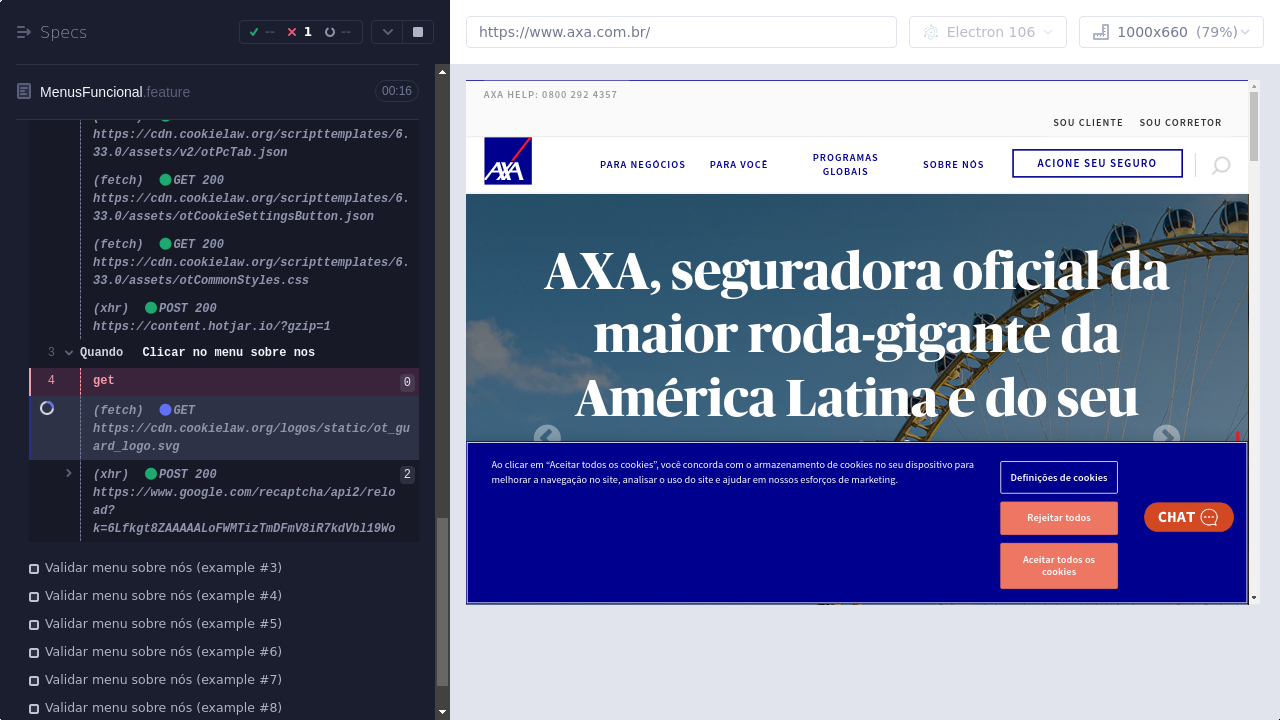 Specs
--
1
--
MenusFuncional.feature
00:16
https://cdn.cookielaw.org/scripttemplates/6.
33.0/assets/v2/otPcTab.json
(fetch) GET 200
https://cdn.cookielaw.org/scripttemplates/6.
33.0/assets/otCookieSettingsButton.json
(fetch) GET 200
https://cdn.cookielaw.org/scripttemplates/6.
33.0/assets/otCommonStyles.css
(xhr) POST 200
https://content.hotjar.io/?gzip=1
3 Quando Clicar no menu sobre nos
4 get 0
(fetch) GET
https://cdn.cookielaw.org/logos/static/ot_gu
ard_logo.svg
(xhr) POST 200 2
https://www.google.com/recaptcha/api2/relo
ad?
k=6Lfkgt8ZAAAAALoFWMTizTmDFmV8iR7kdVbl19Wo
Validar menu sobre nós (example #3)
Validar menu sobre nós (example #4)
Validar menu sobre nós (example #5)
Validar menu sobre nós (example #6)
Validar menu sobre nós (example #7)
Validar menu sobre nós (example #8)
https://www.axa.com.br/
Electron 106
1000x660 (79%)
AXA HELP: 0800 292 4357
SOU CLIENTE
SOU CORRETOR
AXA
PARA NEGÓCIOS
PARA VOCÊ
PROGRAMAS
GLOBAIS
SOBRE NÓS
ACIONE SEU SEGURO
AXA, seguradora oficial da
maior roda-gigante da
América Latina e do seu
Ao clicar em “Aceitar todos os cookies”, você concorda com o armazenamento de cookies no seu dispositivo para
melhorar a navegação no site, analisar o uso do site e ajudar em nossos esforços de marketing.
Definições de cookies
Rejeitar todos
Aceitar todos os
cookies
CHAT